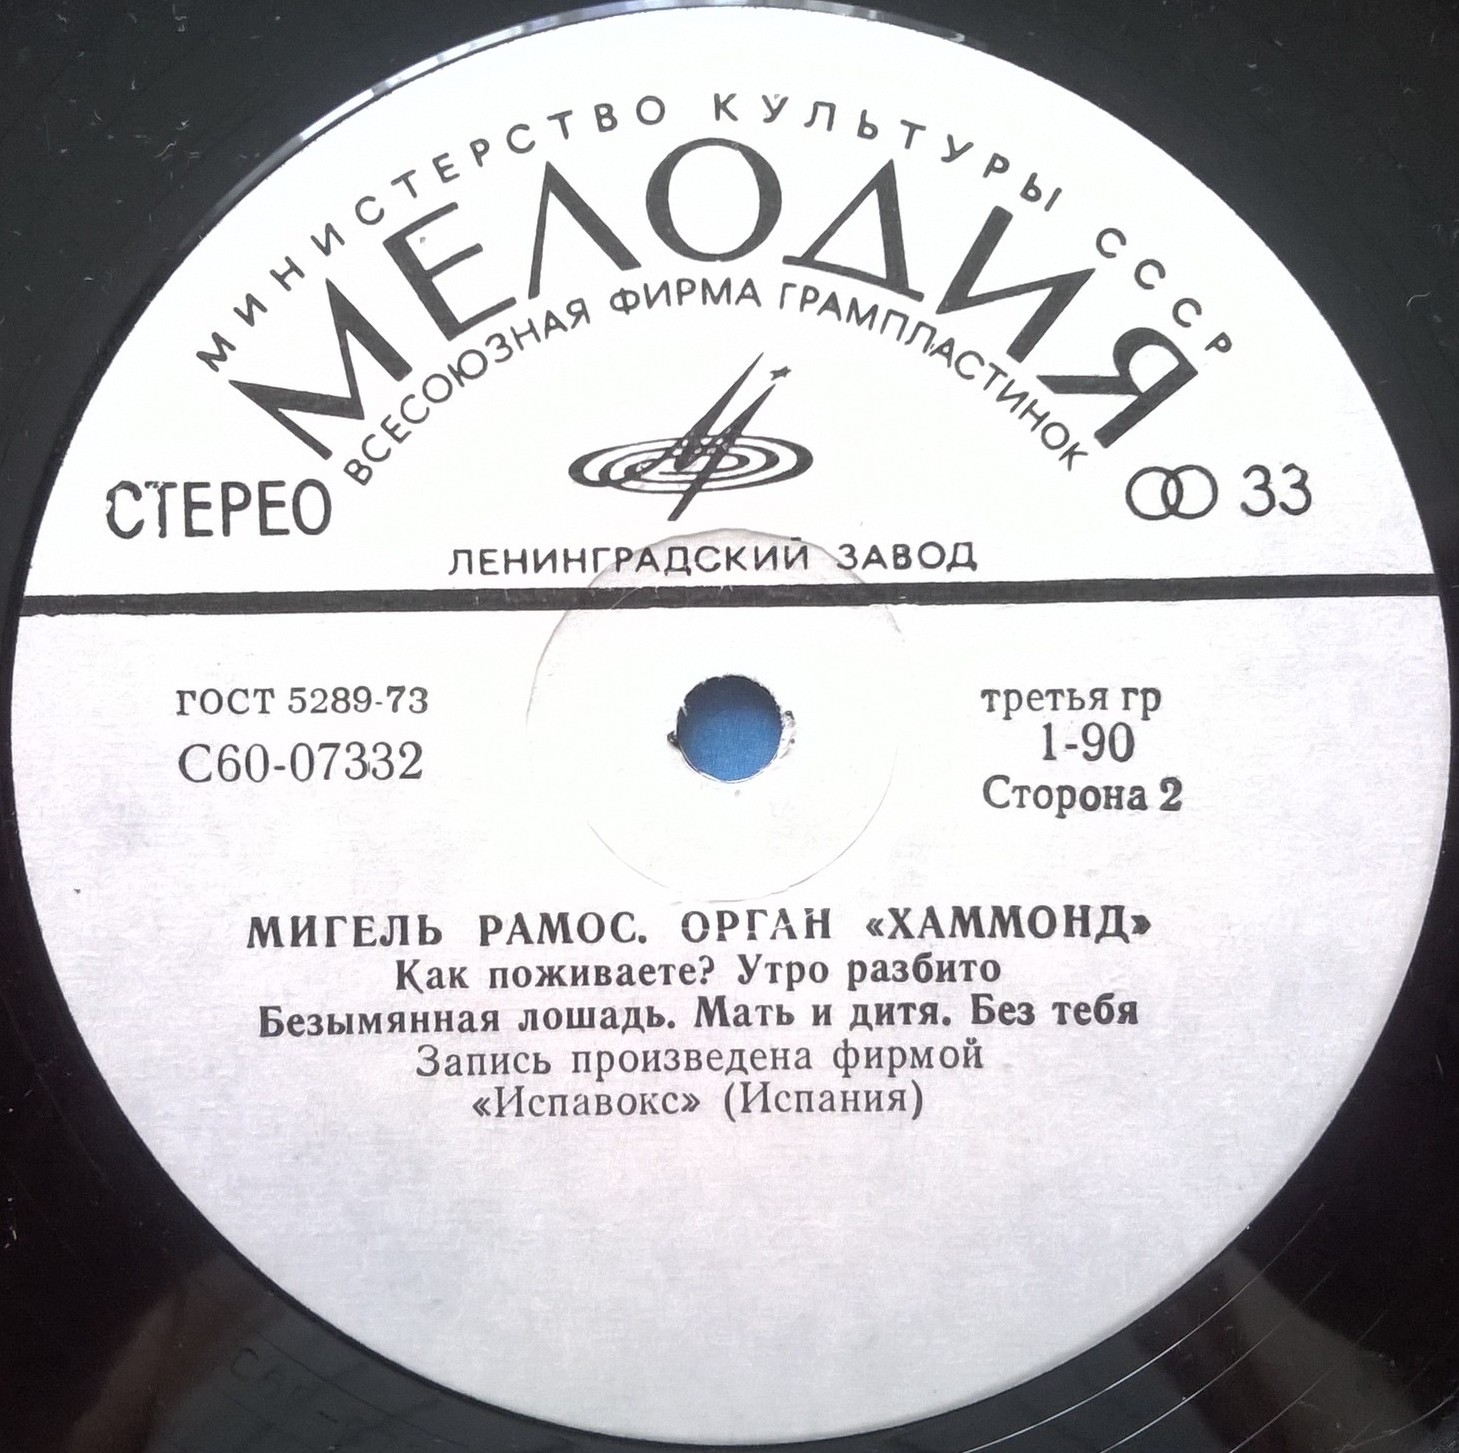 МИНИСТЕРСТВО КУЛЬТУРЫ СССР
МЕЛОДИЯ
ВСЕСОЮЗНАЯ ФИРМА ГРАМПЛАСТИНОК
СТЕРЕО
33
ЛЕНИНГРАДСКИЙ ЗАВОД
ГОСТ 5289-73
С60-07332
третья гр
1-90
Сторона 2
МИГЕЛЬ РАМОС. ОРГАН «ХАММОНД»
Как поживаете? Утро разбито
Безымянная лошадь. Мать и дитя. Без тебя
Запись произведена фирмой
«Испавокс» (Испания)